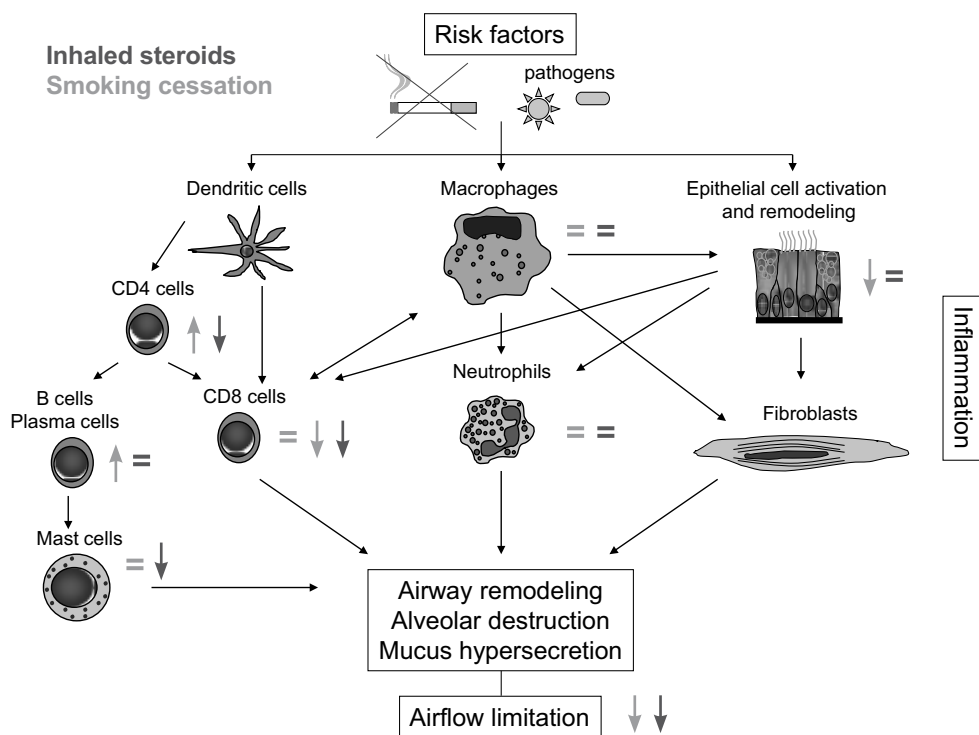 Risk factors
Inhaled steroids
Smoking cessation
pathogens
Dendritic cells
Macrophages
Epithelial cell activation
and remodeling
= =
=
CD4 cells
Inflammation
Neutrophils
B cells
Plasma cells
CD8 cells
Fibroblasts
=
=
= =
Mast cells
=
Airway remodeling
Alveolar destruction
Mucus hypersecretion
Airflow limitation